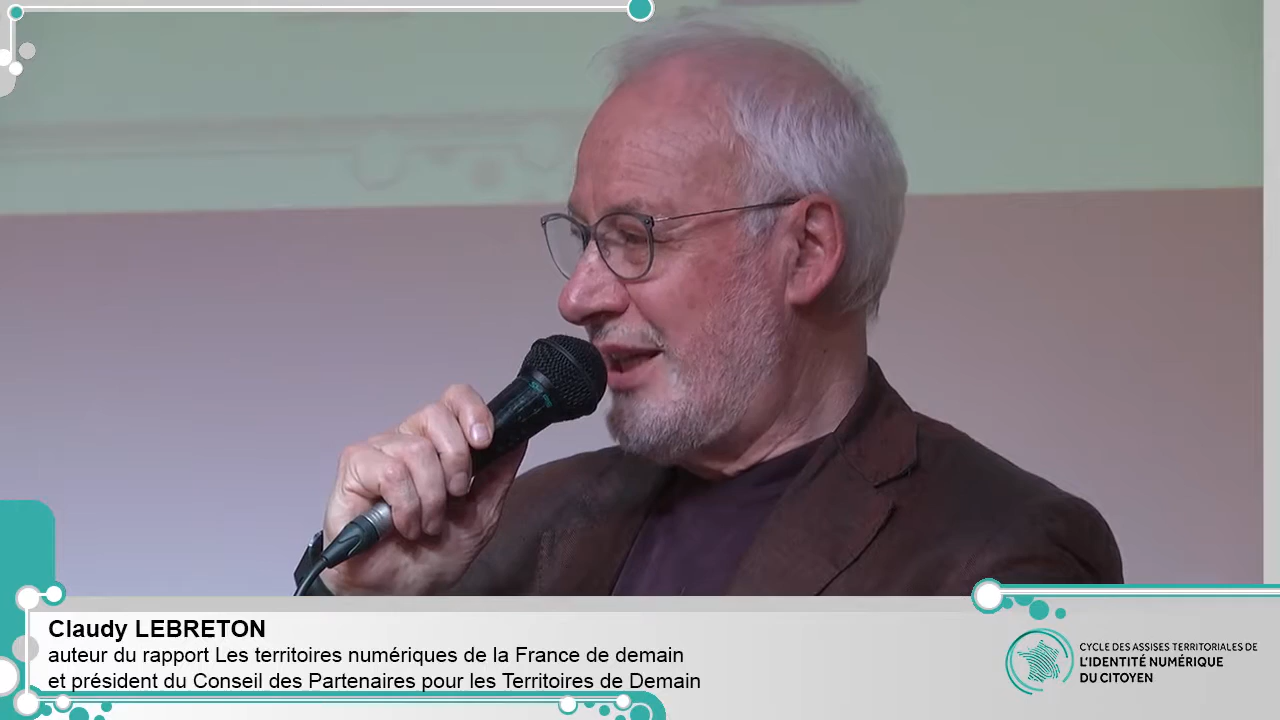 Claudy LEBRETON
auteur du rapport Les territoires numériques de la France de demain
et président du Conseil des Partenaires pour les Territoires de Demain
CYCLE DES ASSISES TERRITORIALES DE
L'IDENTITÉ NUMÉRIQUE
DU CITOYEN